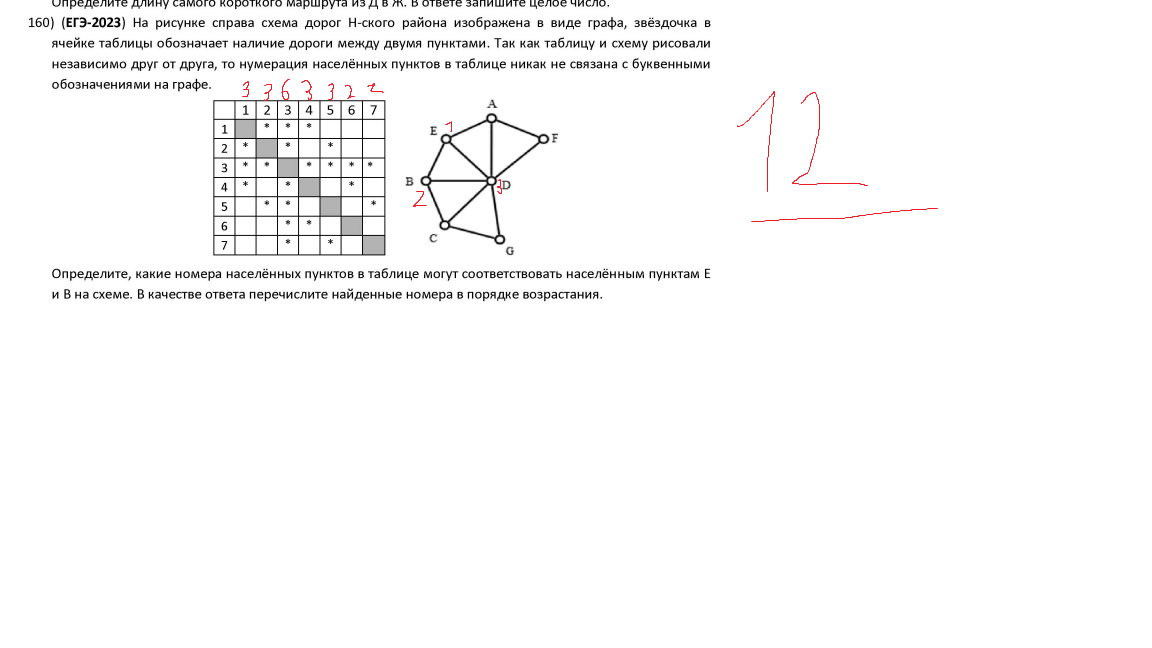 Определите длину самого короткого маршрута из Д в Ж. В ответе запишите целое число.
160) (ЕГЭ-2023) На рисунке справа схема дорог Н-ского района изображена в виде графа, звёздочка в
ячейке таблицы обозначает наличие дороги между двумя пунктами. Так как таблицу и схему рисовали
независимо друг от друга, то нумерация населённых пунктов в таблице никак не связана с буквенными
обозначениями на графе.
3 3 6 3 3 2 2
1 2 3 4 5 6 7
1 * * *
2 * * *
3 * * * * * *
4 * * *
5 * * *
6 * *
7 * *
A
E 1
F
B
D 3
2
C
G
12
Определите, какие номера населённых пунктов в таблице могут соответствовать населённым пунктам E
и B на схеме. В качестве ответа перечислите найденные номера в порядке возрастания.